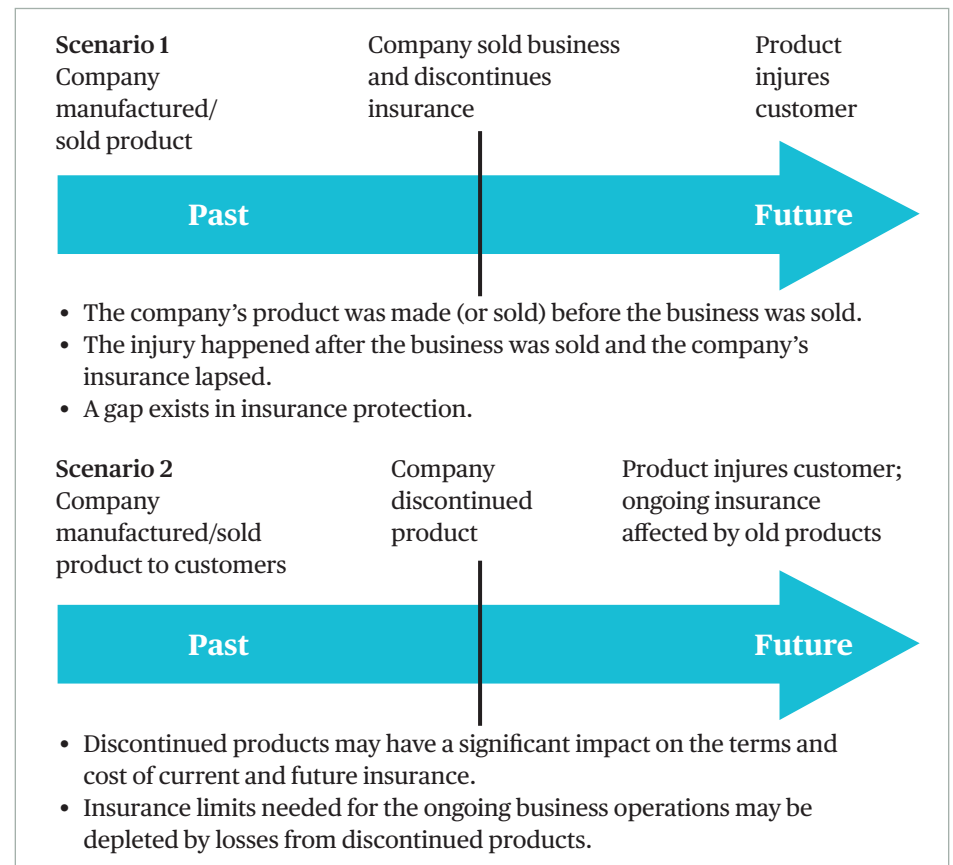 Scenario 1
Company
manufactured/
sold product
Company sold business
and discontinues
insurance
Product
injures
customer
Past
Future
• The company’s product was made (or sold) before the business was sold.
• The injury happened after the business was sold and the company’s
insurance lapsed.
• A gap exists in insurance protection.
Scenario 2
Company
manufactured/sold
product to customers
Company
discontinued
product
Product injures customer;
ongoing insurance
affected by old products
Past
Future
• Discontinued products may have a significant impact on the terms and
cost of current and future insurance.
• Insurance limits needed for the ongoing business operations may be
depleted by losses from discontinued products.